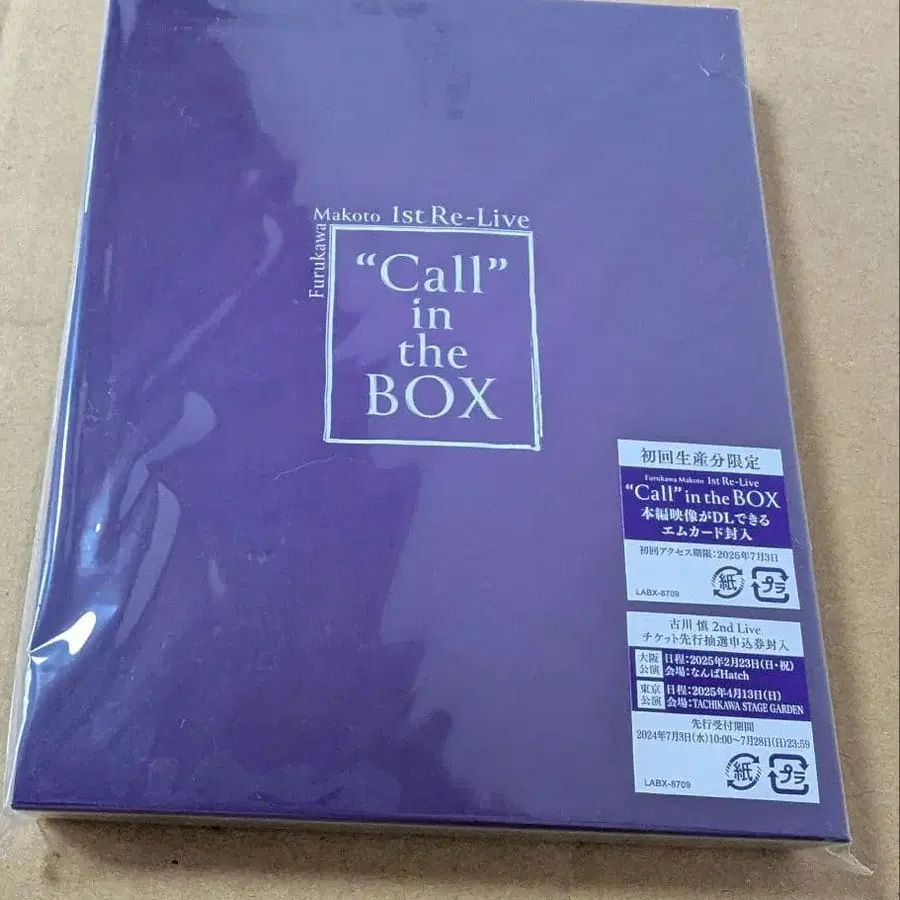 Makoto 1st Re-Live
Furukawa
“Call”
in
the
BOX
初回生産分限定
Furukawa Makoto 1st Re-Live
“Call” in the BOX
本編映像がDLできる
エムカード封入
初回アクセス期限:2026年7月3日
紙
プラ
LABX-8709
古川 慎 2nd Live
チケット先行抽選申込券封入
大阪公演
日程:2025年2月23日(日・祝)
会場:なんばHatch
東京公演
日程:2025年4月13日(日)
会場:TACHIKAWA STAGE GARDEN
先行受付期間
2024年7月3日(水)10:00~7月28日(日)23:59
紙
プラ
LABX-8709